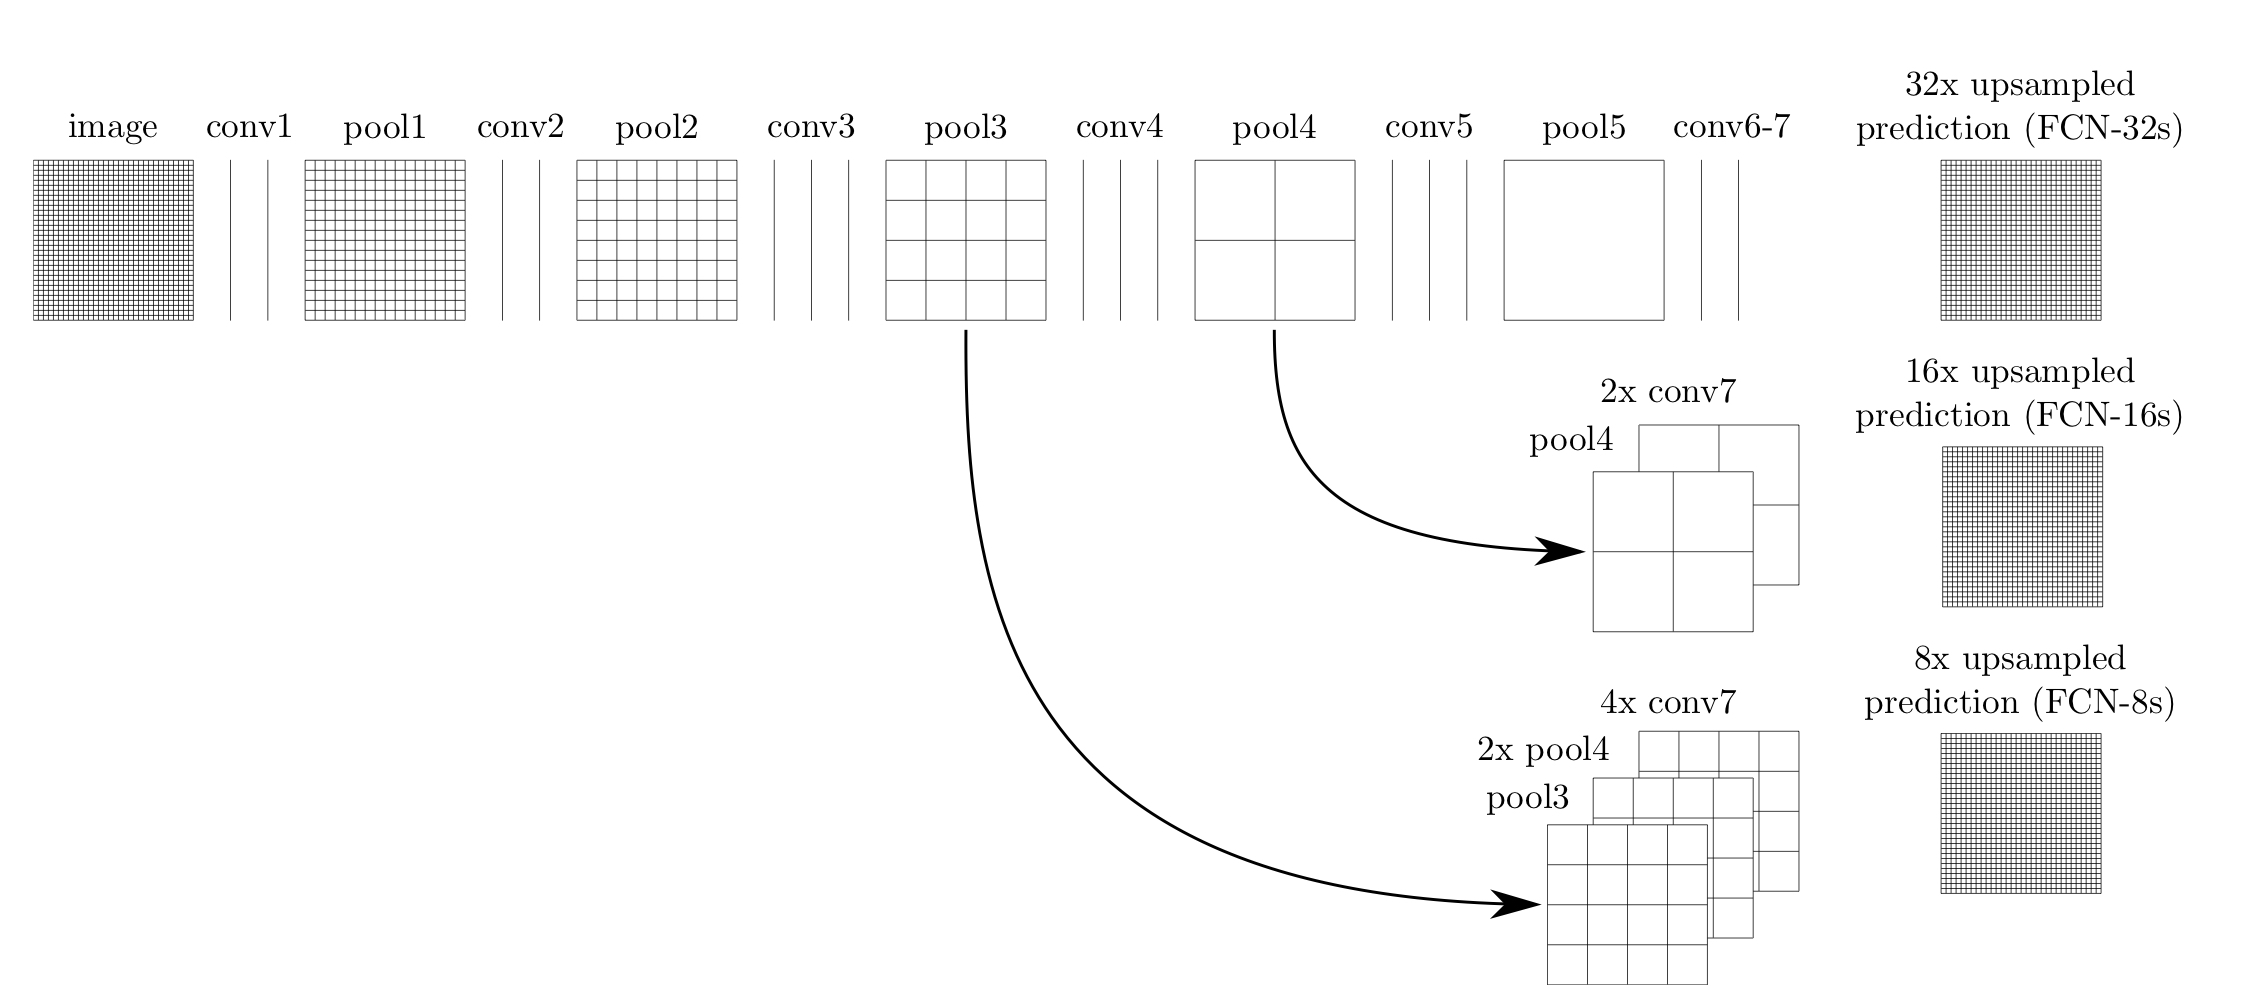 image
conv1
pool1
conv2
pool2
conv3
pool3
conv4
pool4
conv5
pool5
conv6-7
32x upsampled
prediction (FCN-32s)
2x conv7
pool4
16x upsampled
prediction (FCN-16s)
4x conv7
2x pool4
pool3
8x upsampled
prediction (FCN-8s)